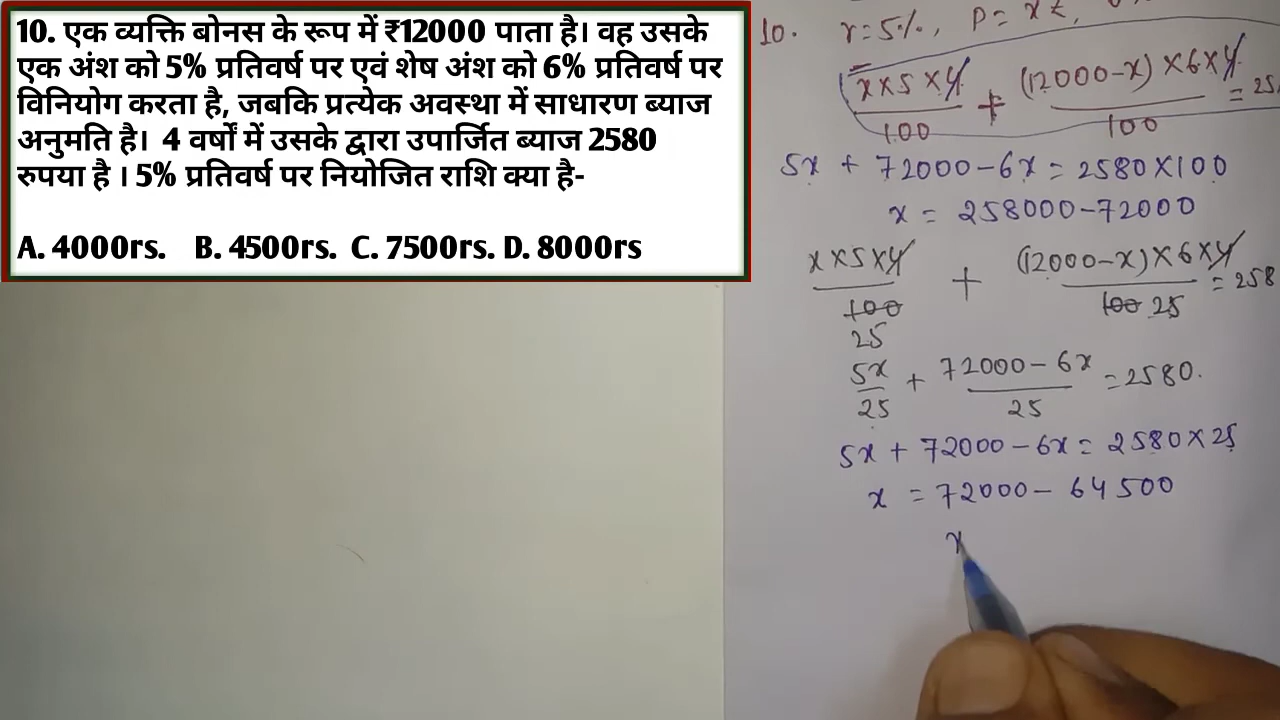 10. एक व्यक्ति बोनस के रूप में ₹12000 पाता है। वह उसके
एक अंश को 5% प्रतिवर्ष पर एवं शेष अंश को 6% प्रतिवर्ष पर
विनियोग करता है, जबकि प्रत्येक अवस्था में साधारण ब्याज
अनुमति है। 4 वर्षों में उसके द्वारा उपार्जित ब्याज 2580
रुपया है । 5% प्रतिवर्ष पर नियोजित राशि क्या है-
A. 4000rs. B. 4500rs. C. 7500rs. D. 8000rs
10. r=5%, P=x
x×5×4/100 + (12000-x)×6×4/100 = 25
5x + 72000-6x = 2580×100
x = 258000-72000
x×5×4/100 + (12000-x)×6×4/100 = 258
25 25
5x/25 + 72000-6x/25 = 2580.
5x + 72000-6x = 2580×25
x = 72000- 64500
x